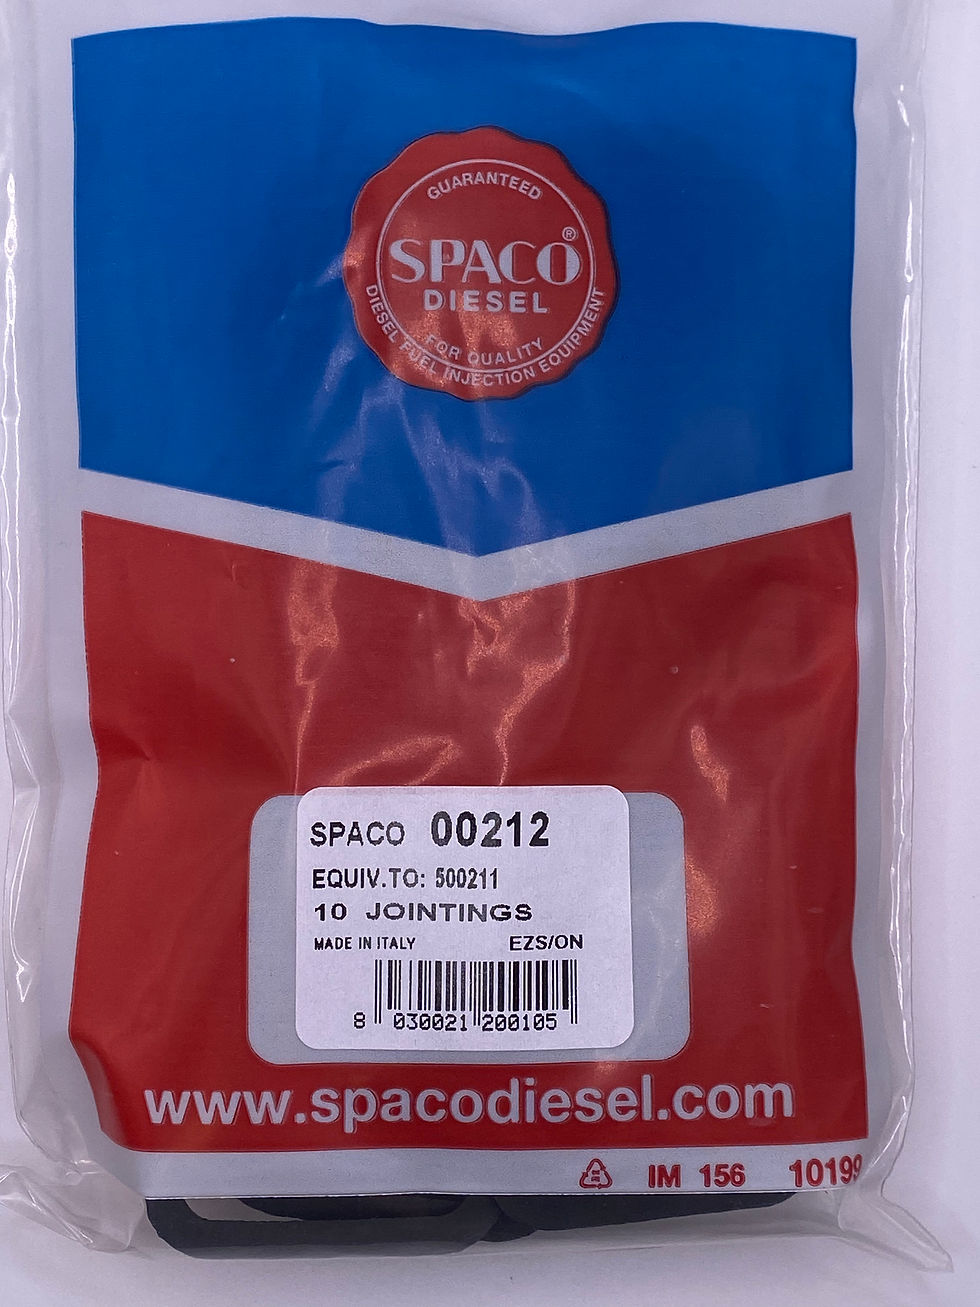 GUARANTEED
SPACO®
DIESEL
FOR QUALITY
DIESEL FUEL INJECTION EQUIPMENT
SPACO 00212
EQUIV.TO: 500211
10 JOINTINGS
MADE IN ITALY EZS/ON
8 030021 200105
www.spacodiesel.com
IM 156 10199